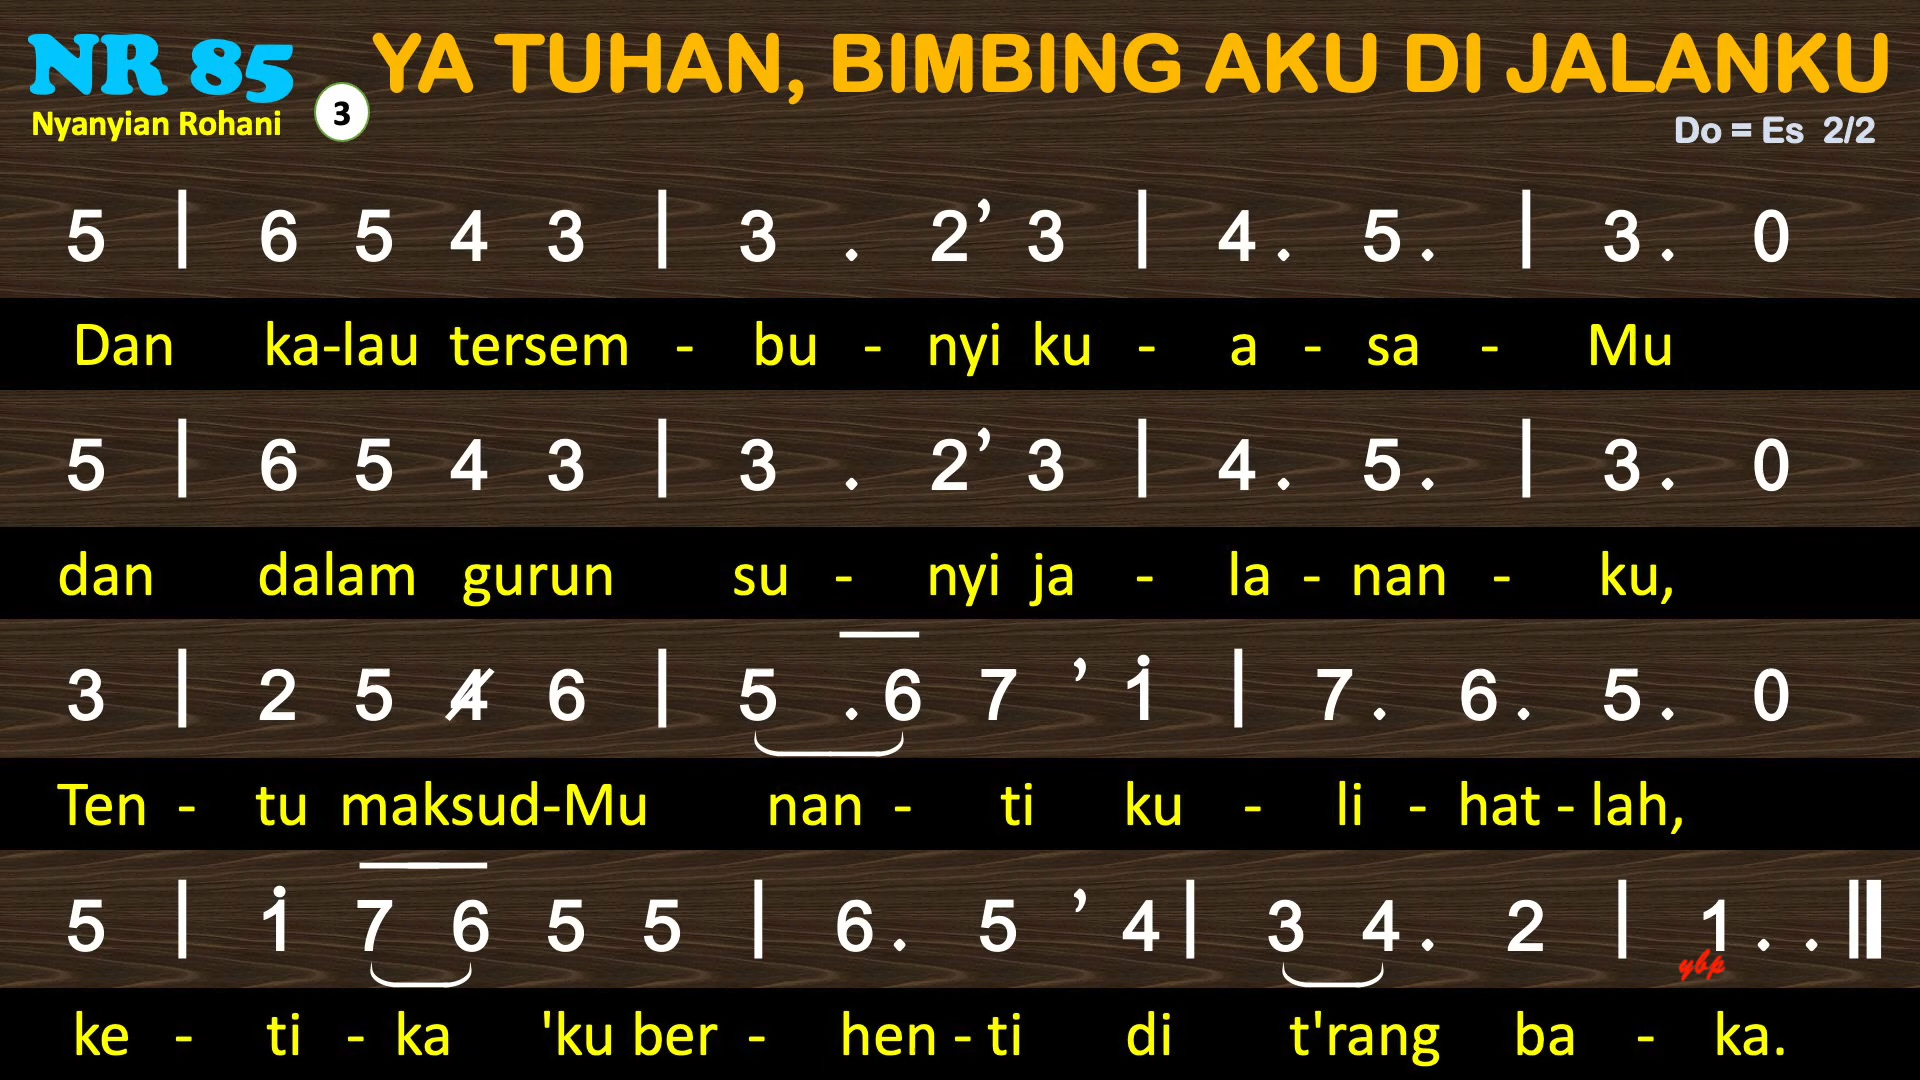 NR 85 YA TUHAN, BIMBING AKU DI JALANKU
Nyanyian Rohani 3 Do = Es 2/2
5 | 6 5 4 3 | 3 . 2 ’ 3 | 4 . 5 . | 3 . 0
Dan ka-lau tersem - bu - nyi ku - a - sa - Mu
5 | 6 5 4 3 | 3 . 2 ’ 3 | 4 . 5 . | 3 . 0
dan dalam gurun su - nyi ja - la - nan - ku,
3 | 2 5 4̸ 6 | 5 . 6 7 ’ i | 7 . 6 . 5 . 0
Ten - tu maksud-Mu nan - ti ku - li - hat - lah,
5 | i 7 6 5 5 | 6 . 5 ’ 4 | 3 4 . 2 | 1 . . ||
ybp
ke - ti - ka 'ku ber - hen - ti di t'rang ba - ka.